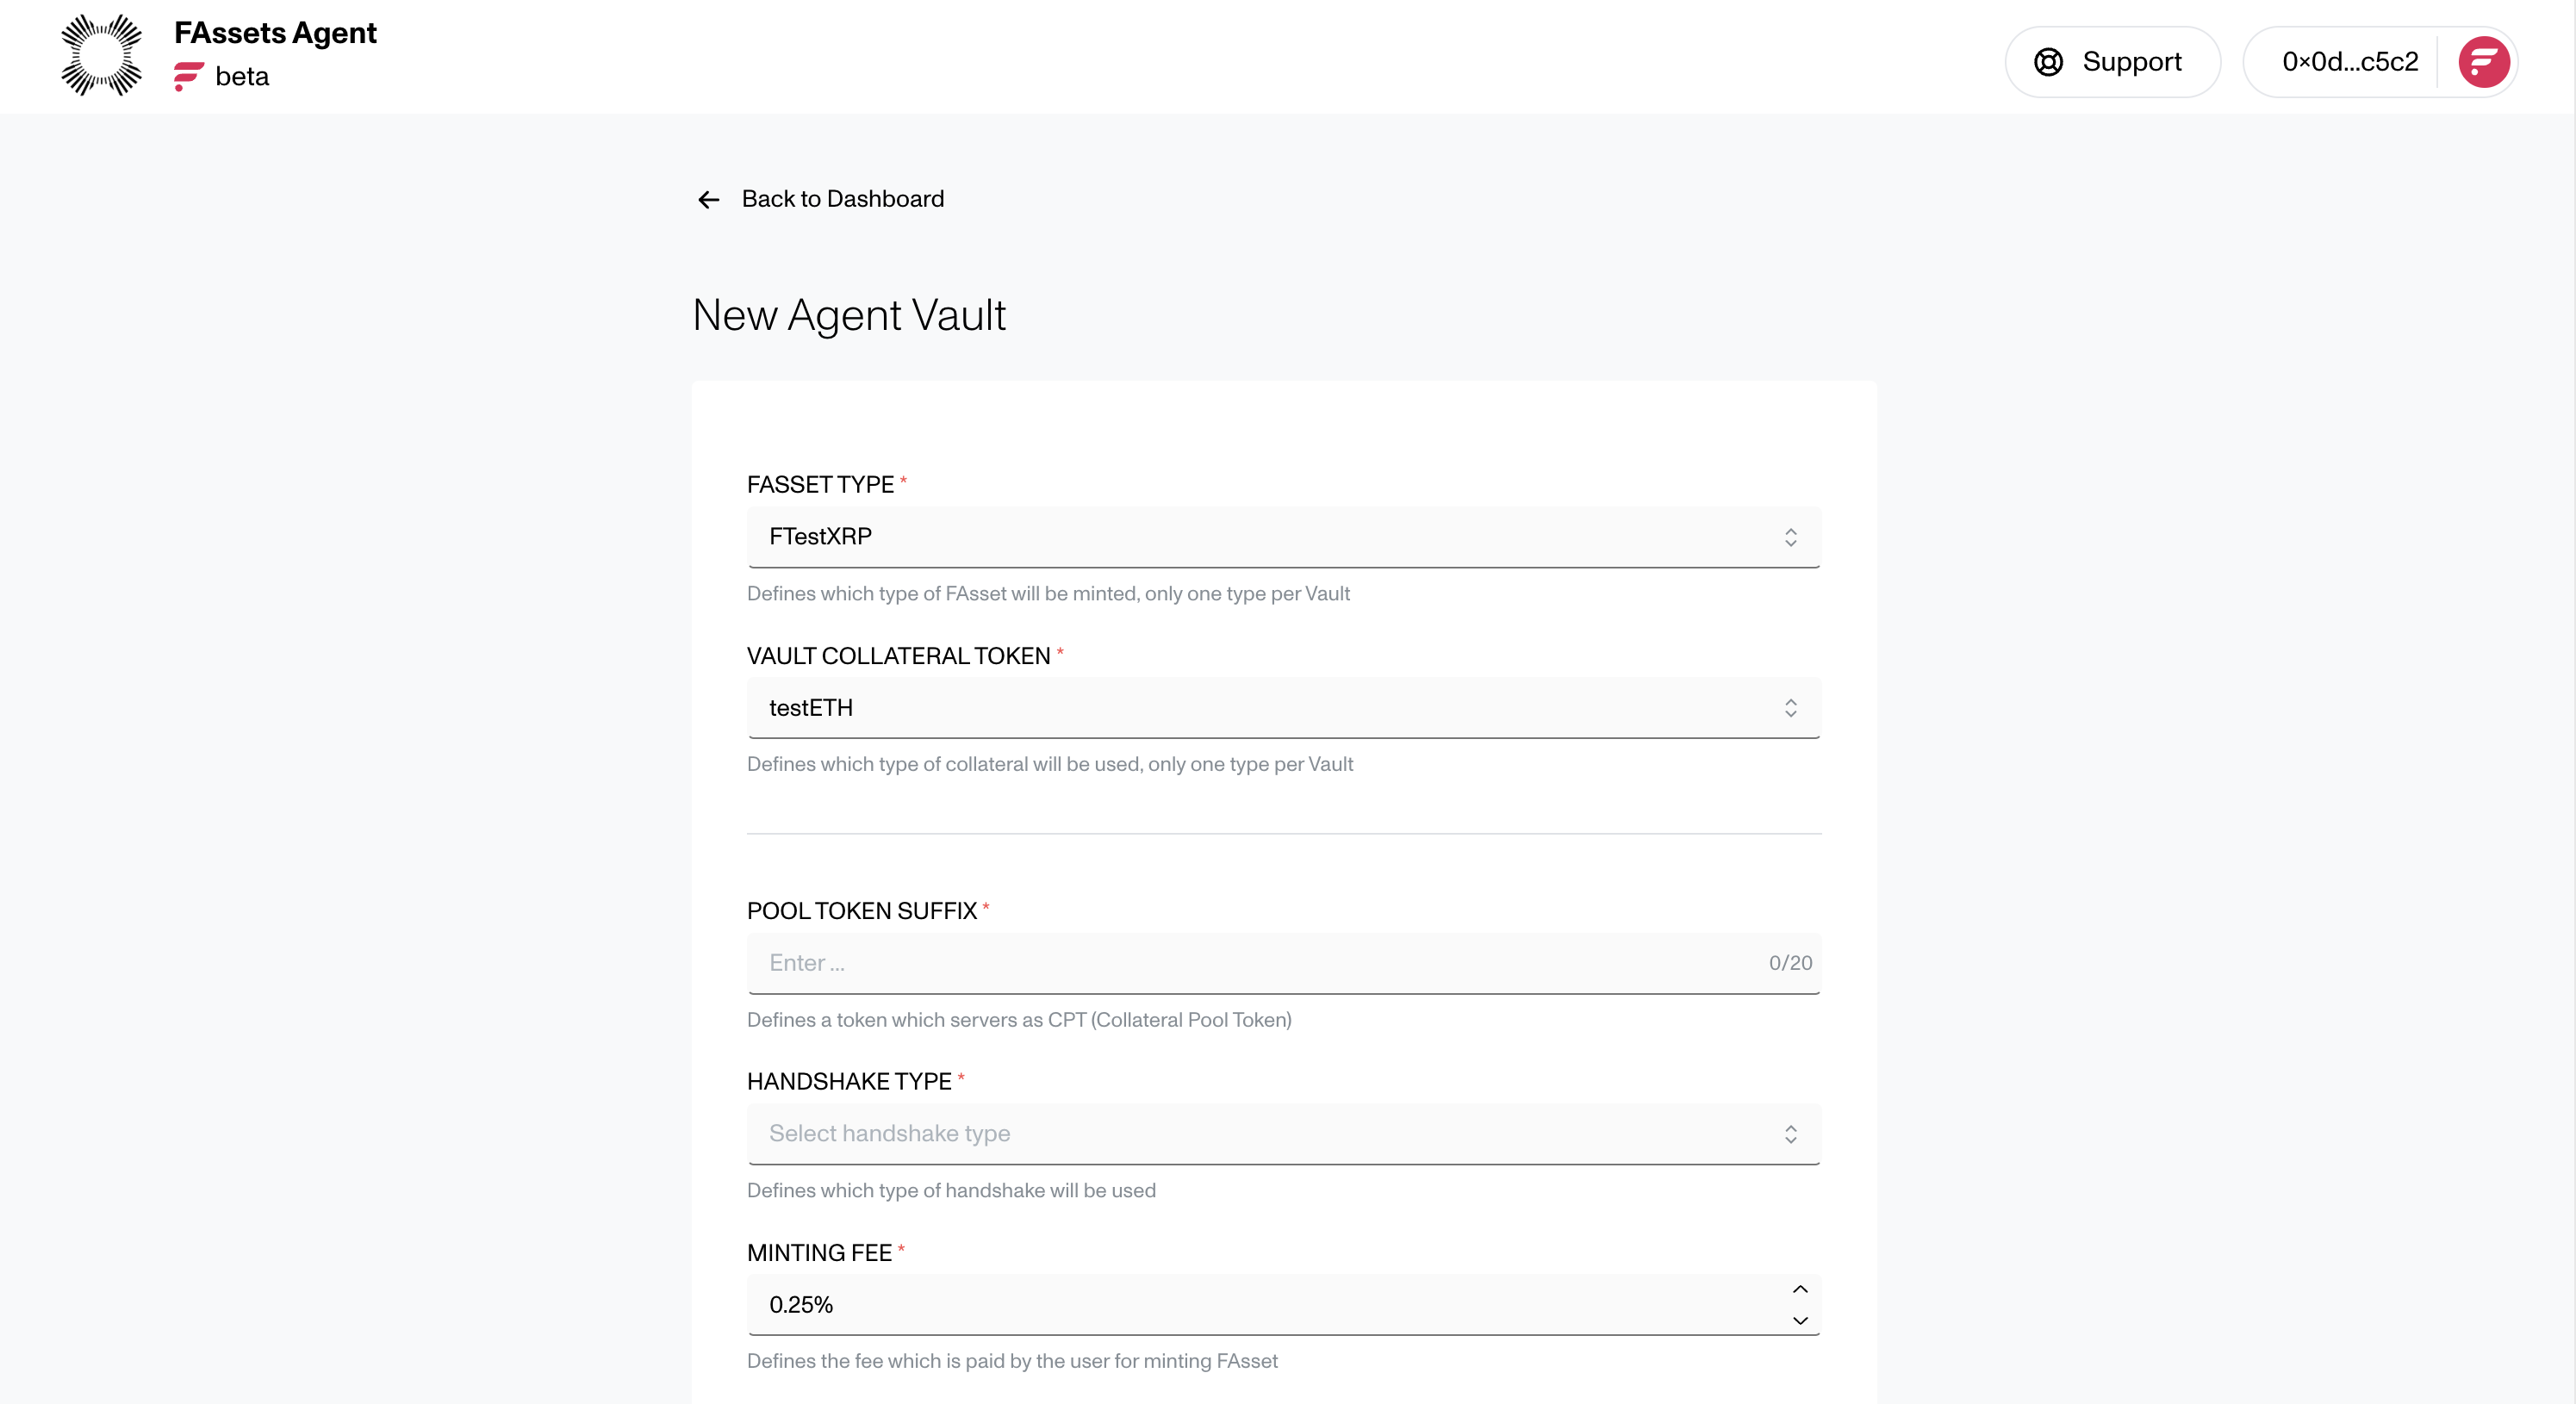 FAssets Agent
beta
Support
0×0d...c5c2
Back to Dashboard
New Agent Vault
FASSET TYPE *
FTestXRP
Defines which type of FAsset will be minted, only one type per Vault
VAULT COLLATERAL TOKEN *
testETH
Defines which type of collateral will be used, only one type per Vault
POOL TOKEN SUFFIX *
Enter ... 0/20
Defines a token which servers as CPT (Collateral Pool Token)
HANDSHAKE TYPE *
Select handshake type
Defines which type of handshake will be used
MINTING FEE *
0.25%
Defines the fee which is paid by the user for minting FAsset